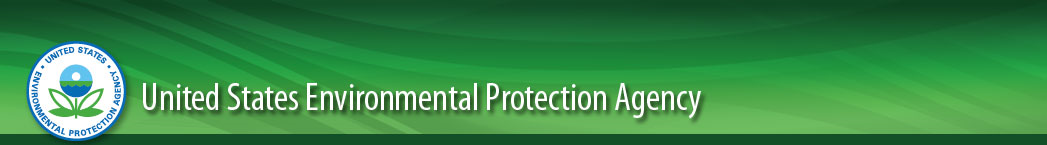 UNITED STATES
ENVIRONMENTAL PROTECTION AGENCY
United States Environmental Protection Agency